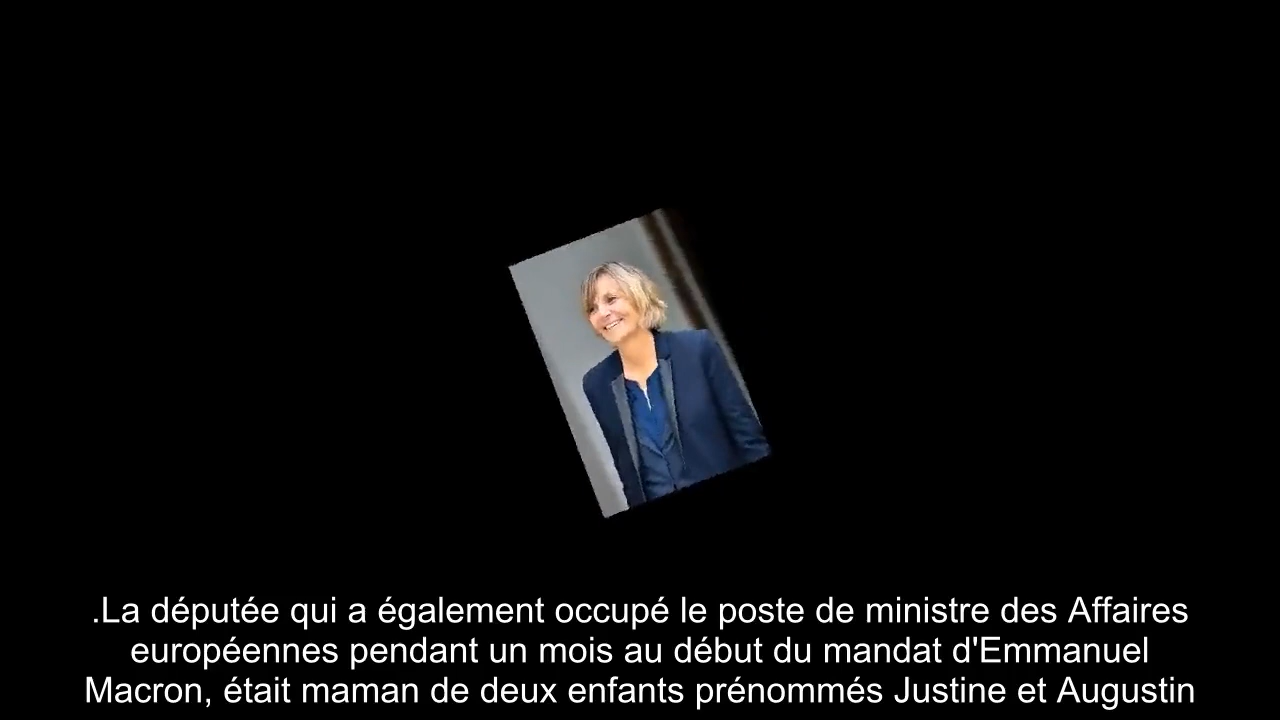 .La députée qui a également occupé le poste de ministre des Affaires
européennes pendant un mois au début du mandat d'Emmanuel
Macron, était maman de deux enfants prénommés Justine et Augustin